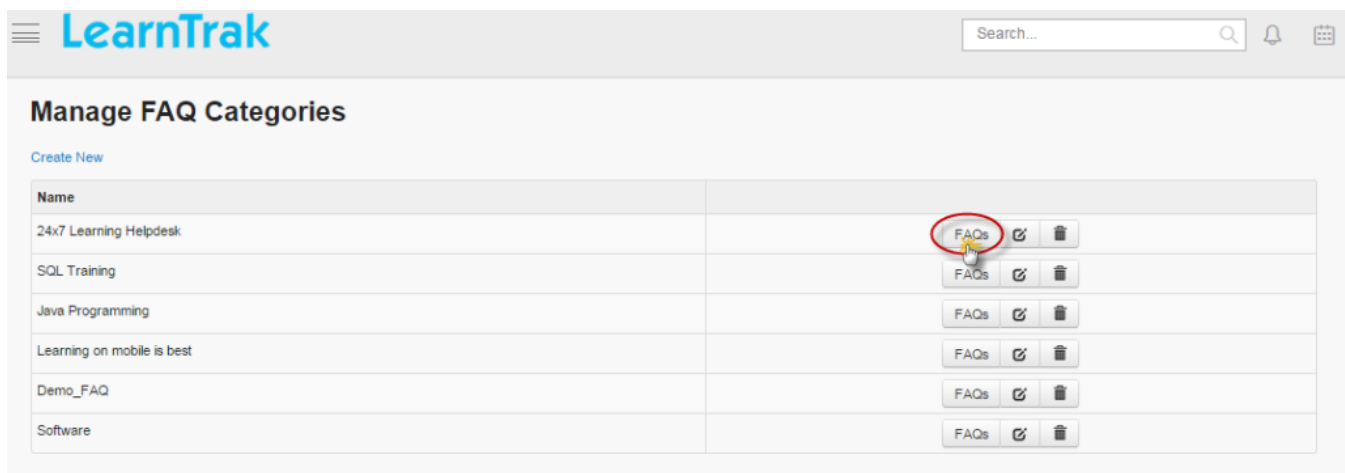 LearnTrak
Search...
Manage FAQ Categories
Create New
Name
24x7 Learning Helpdesk
FAQs
SQL Training
FAQs
Java Programming
FAQs
Learning on mobile is best
FAQs
Demo_FAQ
FAQs
Software
FAQs